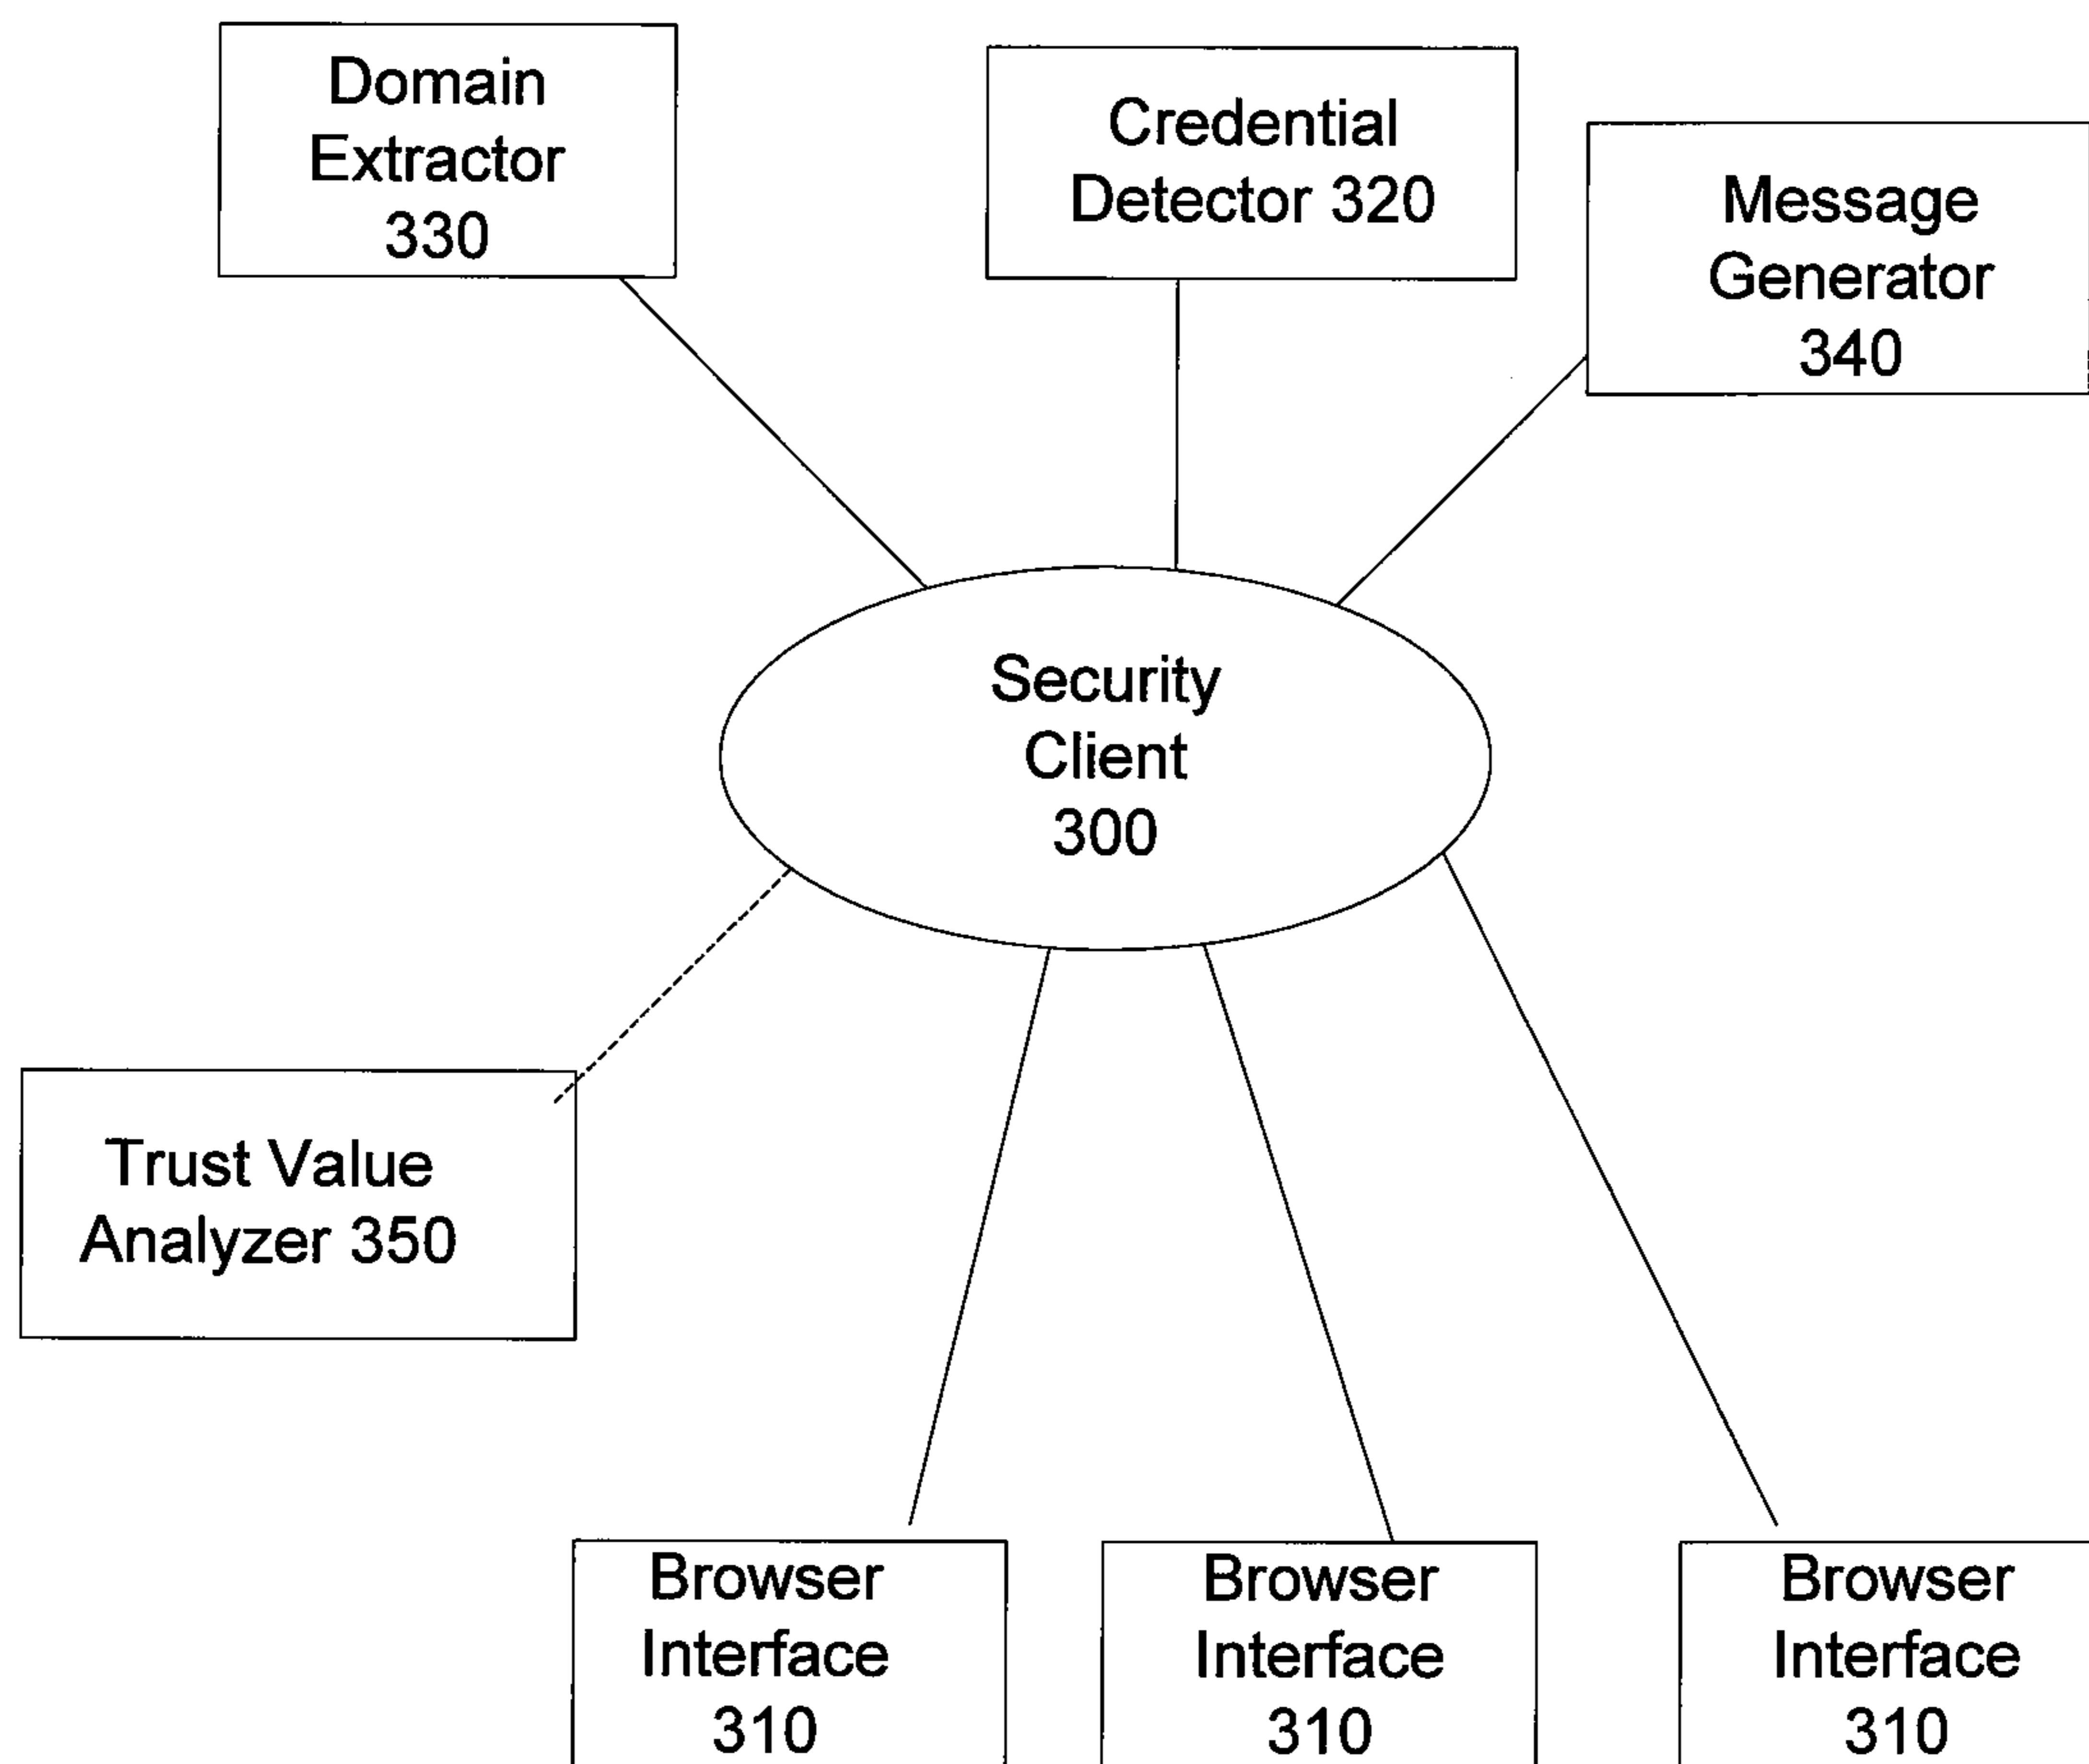 Domain
Extractor
330
Credential
Detector 320
Message
Generator
340
Security
Client
300
Trust Value
Analyzer 350
Browser
Interface
310
Browser
Interface
310
Browser
Interface
310